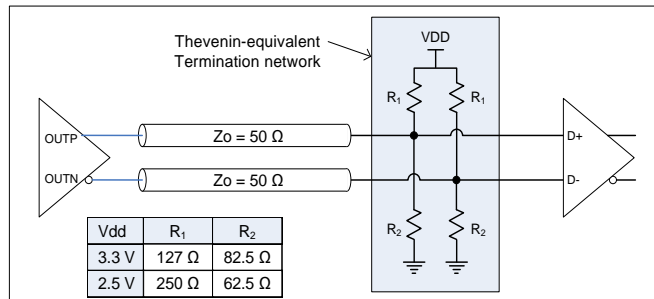 Thevenin-equivalent
Termination network
VDD
R1
R1
OUTP
Zo = 50 Ω
D+
OUTN
Zo = 50 Ω
D-
R2
R2
Vdd R1 R2
3.3 V 127 Ω 82.5 Ω
2.5 V 250 Ω 62.5 Ω